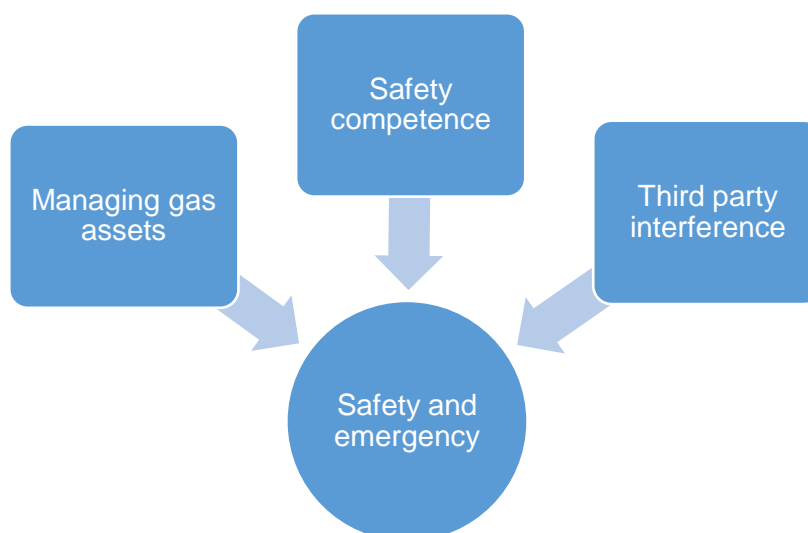 Safety
competence
Managing gas
assets
Third party
interference
Safety and
emergency